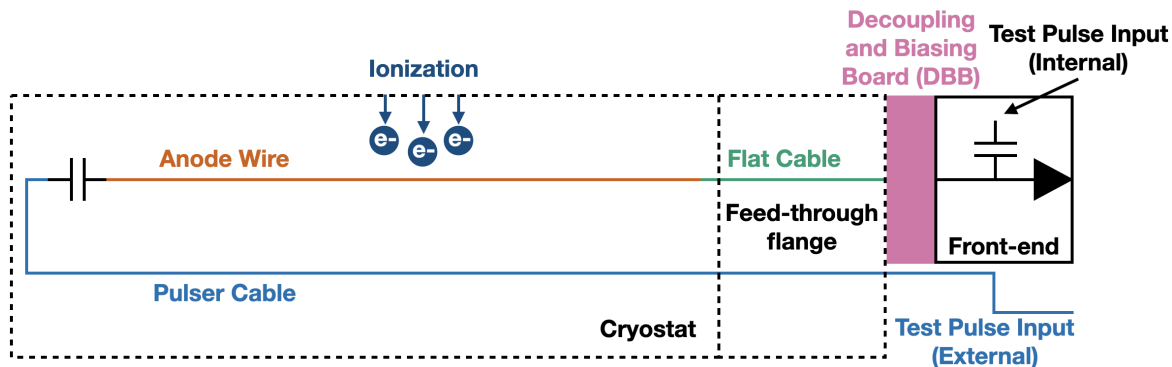 Decoupling
and Biasing
Board (DBB)
Test Pulse Input
(Internal)
Ionization
e-
e-
e-
Anode Wire
Flat Cable
Feed-through
flange
Front-end
Pulser Cable
Cryostat
Test Pulse Input
(External)